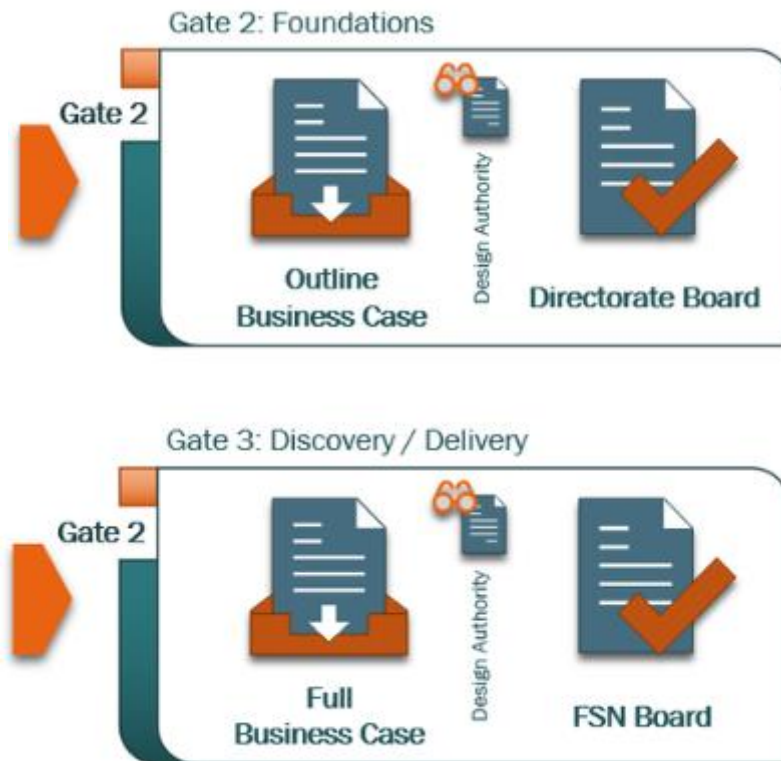 Gate 2: Foundations
Gate 2
Outline
Business Case
Design Authority
Directorate Board
Gate 3: Discovery / Delivery
Gate 2
Full
Business Case
Design Authority
FSN Board